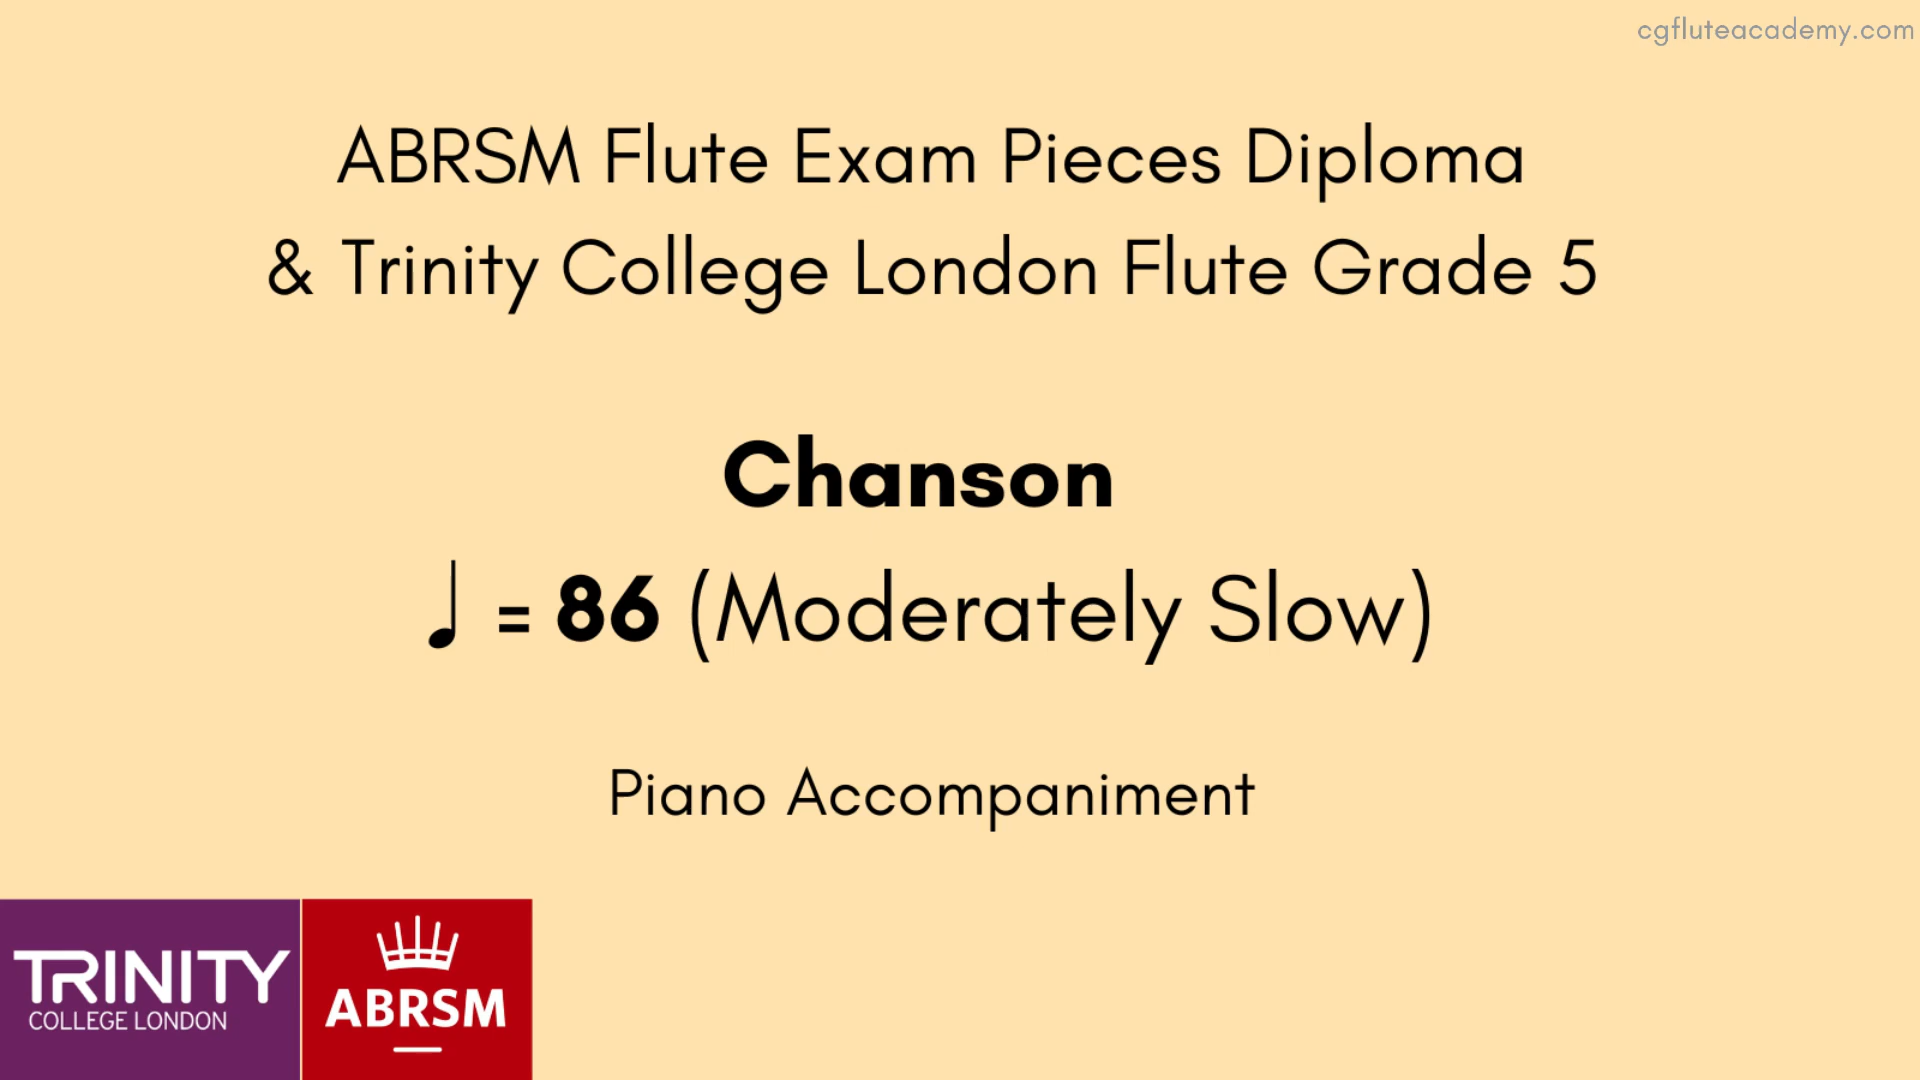 cgfluteacademy.com
ABRSM Flute Exam Pieces Diploma
& Trinity College London Flute Grade 5
Chanson
♩ = 86 (Moderately Slow)
Piano Accompaniment
TRINITY
COLLEGE LONDON
ABRSM